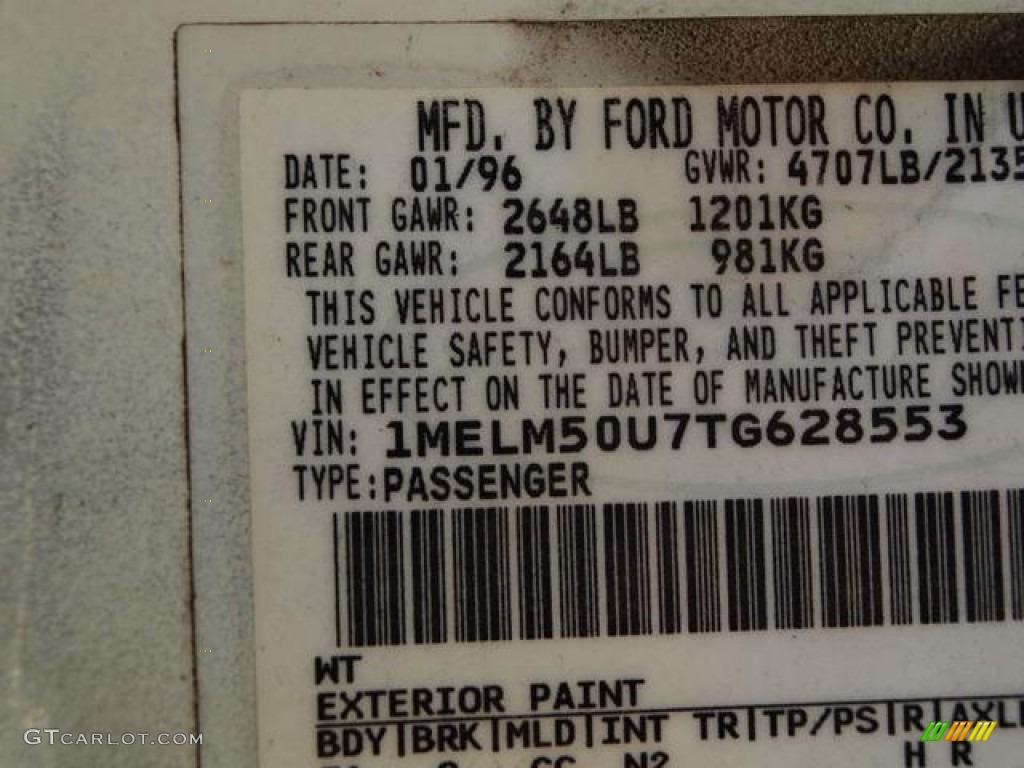 MFD. BY FORD MOTOR CO. IN U
DATE: 01/96 GVWR: 4707LB/2135
FRONT GAWR: 2648LB 1201KG
REAR GAWR: 2164LB 981KG
THIS VEHICLE CONFORMS TO ALL APPLICABLE FE
VEHICLE SAFETY, BUMPER, AND THEFT PREVENTI
IN EFFECT ON THE DATE OF MANUFACTURE SHOWN
VIN: 1MELM50U7TG628553
TYPE: PASSENGER
WT
EXTERIOR PAINT
BDY|BRK|MLD|INT TR|TP/PS|R|AXL
H R
CC N2
GTCARLOT.COM